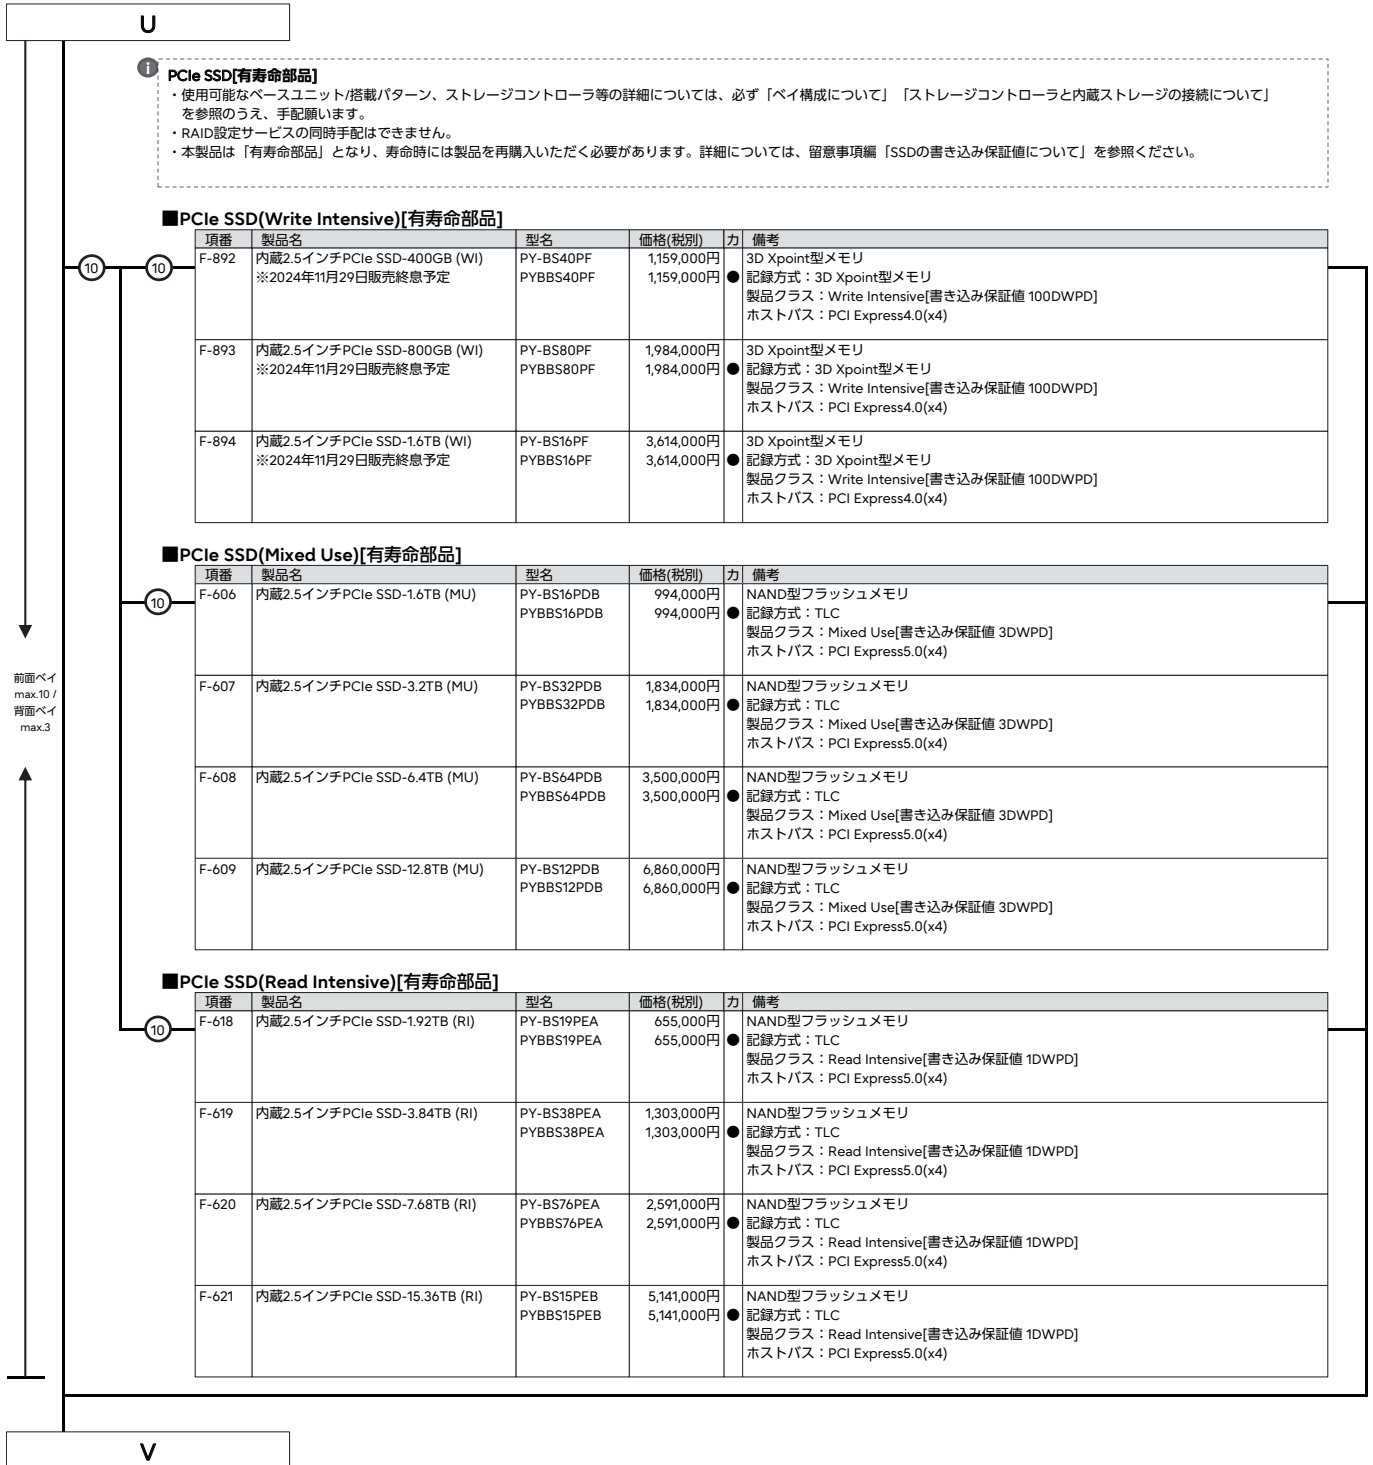 U
i
PCIe SSD[有寿命部品]
・使用可能なベースユニット/搭載パターン、ストレージコントローラ等の詳細については、必ず「ベイ構成について」「ストレージコントローラと内蔵ストレージの接続について」
を参照のうえ、手配願います。
・RAID設定サービスの同時手配はできません。
・本製品は「有寿命部品」となり、寿命時には製品を再購入いただく必要があります。詳細については、留意事項編「SSDの書き込み保証値について」を参照ください。
■PCIe SSD(Write Intensive)[有寿命部品]
項番 製品名 型名 価格(税別) カ 備考
10 10 F-892 内蔵2.5インチPCIe SSD-400GB (WI) PY-BS40PF 1,159,000円 3D Xpoint型メモリ
※2024年11月29日販売終息予定 PYBBS40PF 1,159,000円 ● 記録方式：3D Xpoint型メモリ
製品クラス：Write Intensive[書き込み保証値 100DWPD]
ホストバス：PCI Express4.0(x4)
F-893 内蔵2.5インチPCIe SSD-800GB (WI) PY-BS80PF 1,984,000円 3D Xpoint型メモリ
※2024年11月29日販売終息予定 PYBBS80PF 1,984,000円 ● 記録方式：3D Xpoint型メモリ
製品クラス：Write Intensive[書き込み保証値 100DWPD]
ホストバス：PCI Express4.0(x4)
F-894 内蔵2.5インチPCIe SSD-1.6TB (WI) PY-BS16PF 3,614,000円 3D Xpoint型メモリ
※2024年11月29日販売終息予定 PYBBS16PF 3,614,000円 ● 記録方式：3D Xpoint型メモリ
製品クラス：Write Intensive[書き込み保証値 100DWPD]
ホストバス：PCI Express4.0(x4)
■PCIe SSD(Mixed Use)[有寿命部品]
項番 製品名 型名 価格(税別) カ 備考
10 F-606 内蔵2.5インチPCIe SSD-1.6TB (MU) PY-BS16PDB 994,000円 NAND型フラッシュメモリ
PYBBS16PDB 994,000円 ● 記録方式：TLC
製品クラス：Mixed Use[書き込み保証値 3DWPD]
ホストバス：PCI Express5.0(x4)
前面ベイ
max.10 /
背面ベイ
max.3
F-607 内蔵2.5インチPCIe SSD-3.2TB (MU) PY-BS32PDB 1,834,000円 NAND型フラッシュメモリ
PYBBS32PDB 1,834,000円 ● 記録方式：TLC
製品クラス：Mixed Use[書き込み保証値 3DWPD]
ホストバス：PCI Express5.0(x4)
F-608 内蔵2.5インチPCIe SSD-6.4TB (MU) PY-BS64PDB 3,500,000円 NAND型フラッシュメモリ
PYBBS64PDB 3,500,000円 ● 記録方式：TLC
製品クラス：Mixed Use[書き込み保証値 3DWPD]
ホストバス：PCI Express5.0(x4)
F-609 内蔵2.5インチPCIe SSD-12.8TB (MU) PY-BS12PDB 6,860,000円 NAND型フラッシュメモリ
PYBBS12PDB 6,860,000円 ● 記録方式：TLC
製品クラス：Mixed Use[書き込み保証値 3DWPD]
ホストバス：PCI Express5.0(x4)
■PCIe SSD(Read Intensive)[有寿命部品]
項番 製品名 型名 価格(税別) カ 備考
10 F-618 内蔵2.5インチPCIe SSD-1.92TB (RI) PY-BS19PEA 655,000円 NAND型フラッシュメモリ
PYBBS19PEA 655,000円 ● 記録方式：TLC
製品クラス：Read Intensive[書き込み保証値 1DWPD]
ホストバス：PCI Express5.0(x4)
F-619 内蔵2.5インチPCIe SSD-3.84TB (RI) PY-BS38PEA 1,303,000円 NAND型フラッシュメモリ
PYBBS38PEA 1,303,000円 ● 記録方式：TLC
製品クラス：Read Intensive[書き込み保証値 1DWPD]
ホストバス：PCI Express5.0(x4)
F-620 内蔵2.5インチPCIe SSD-7.68TB (RI) PY-BS76PEA 2,591,000円 NAND型フラッシュメモリ
PYBBS76PEA 2,591,000円 ● 記録方式：TLC
製品クラス：Read Intensive[書き込み保証値 1DWPD]
ホストバス：PCI Express5.0(x4)
F-621 内蔵2.5インチPCIe SSD-15.36TB (RI) PY-BS15PEB 5,141,000円 NAND型フラッシュメモリ
PYBBS15PEB 5,141,000円 ● 記録方式：TLC
製品クラス：Read Intensive[書き込み保証値 1DWPD]
ホストバス：PCI Express5.0(x4)
V